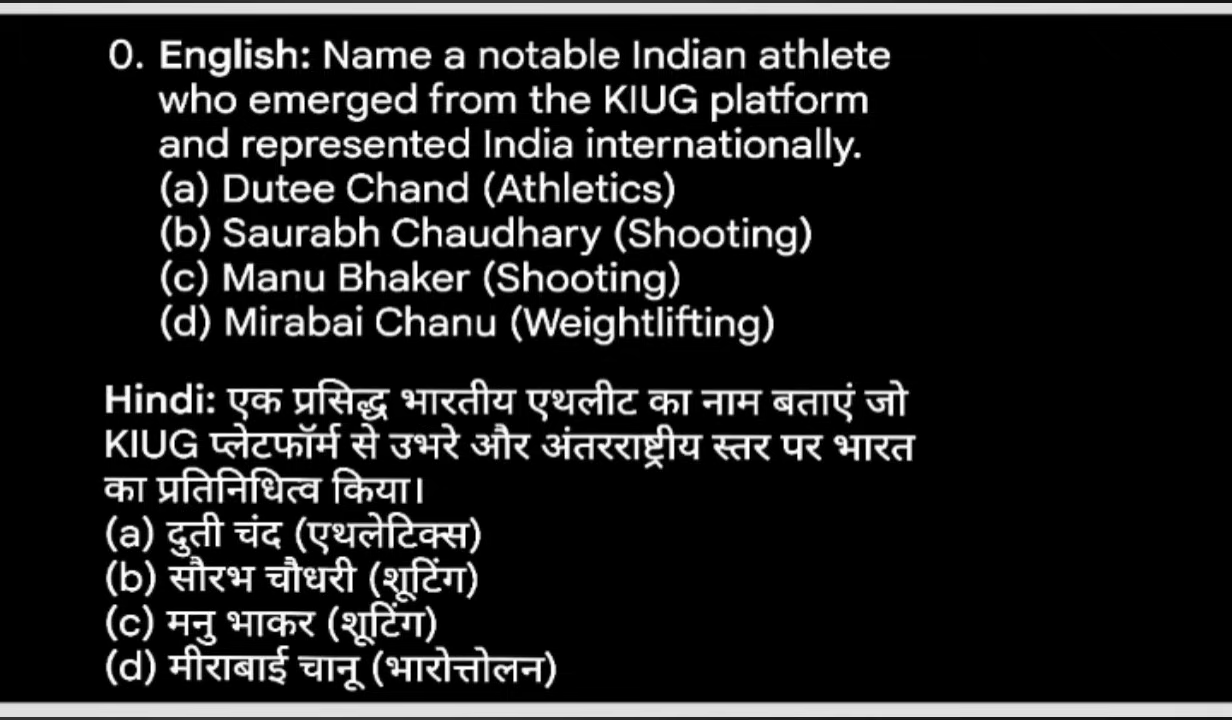 0. English: Name a notable Indian athlete
who emerged from the KIUG platform
and represented India internationally.
(a) Dutee Chand (Athletics)
(b) Saurabh Chaudhary (Shooting)
(c) Manu Bhaker (Shooting)
(d) Mirabai Chanu (Weightlifting)
Hindi: एक प्रसिद्ध भारतीय एथलीट का नाम बताएं जो
KIUG प्लेटफॉर्म से उभरे और अंतरराष्ट्रीय स्तर पर भारत
का प्रतिनिधित्व किया।
(a) दुती चंद (एथलेटिक्स)
(b) सौरभ चौधरी (शूटिंग)
(c) मनु भाकर (शूटिंग)
(d) मीराबाई चानू (भारोत्तोलन)